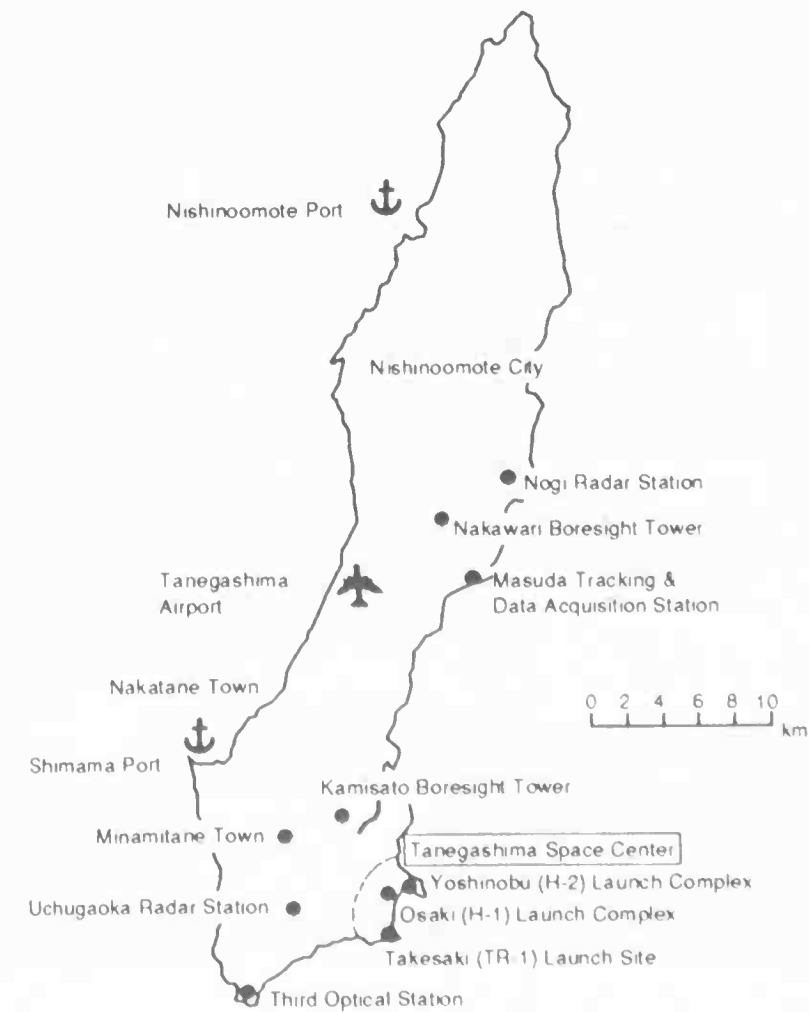 Nishinoomote Port
Nishinoomote City
Nogi Radar Station
Nakawari Boresight Tower
Tanegashima
Airport
Masuda Tracking &
Data Acquisition Station
Nakatane Town
0 2 4 6 8 10
km
Shimama Port
Kamisato Boresight Tower
Minamitane Town
Tanegashima Space Center
Yoshinobu (H-2) Launch Complex
Uchugaoka Radar Station
Osaki (H-1) Launch Complex
Takesaki (TR-1) Launch Site
Third Optical Station